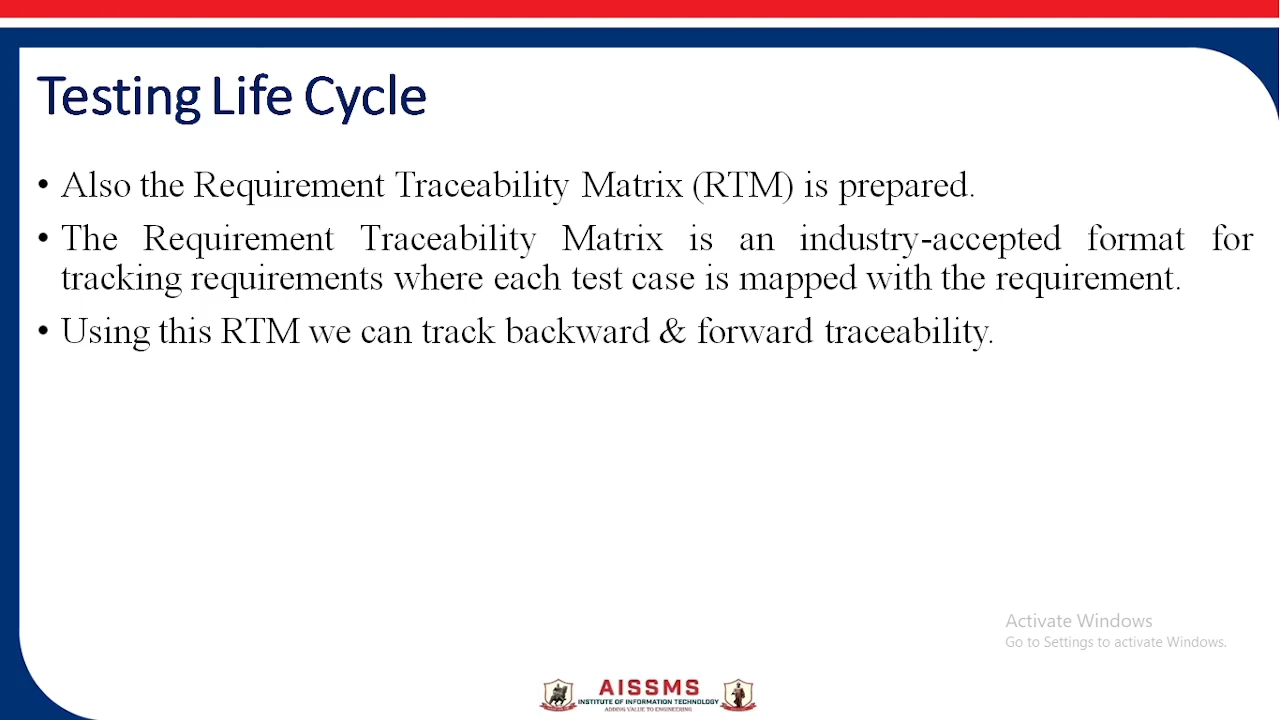 Testing Life Cycle
• Also the Requirement Traceability Matrix (RTM) is prepared.
• The Requirement Traceability Matrix is an industry-accepted format for
tracking requirements where each test case is mapped with the requirement.
• Using this RTM we can track backward & forward traceability.
Activate Windows
Go to Settings to activate Windows.
AISSMS
INSTITUTE OF INFORMATION TECHNOLOGY
ADDING VALUE TO ENGINEERING